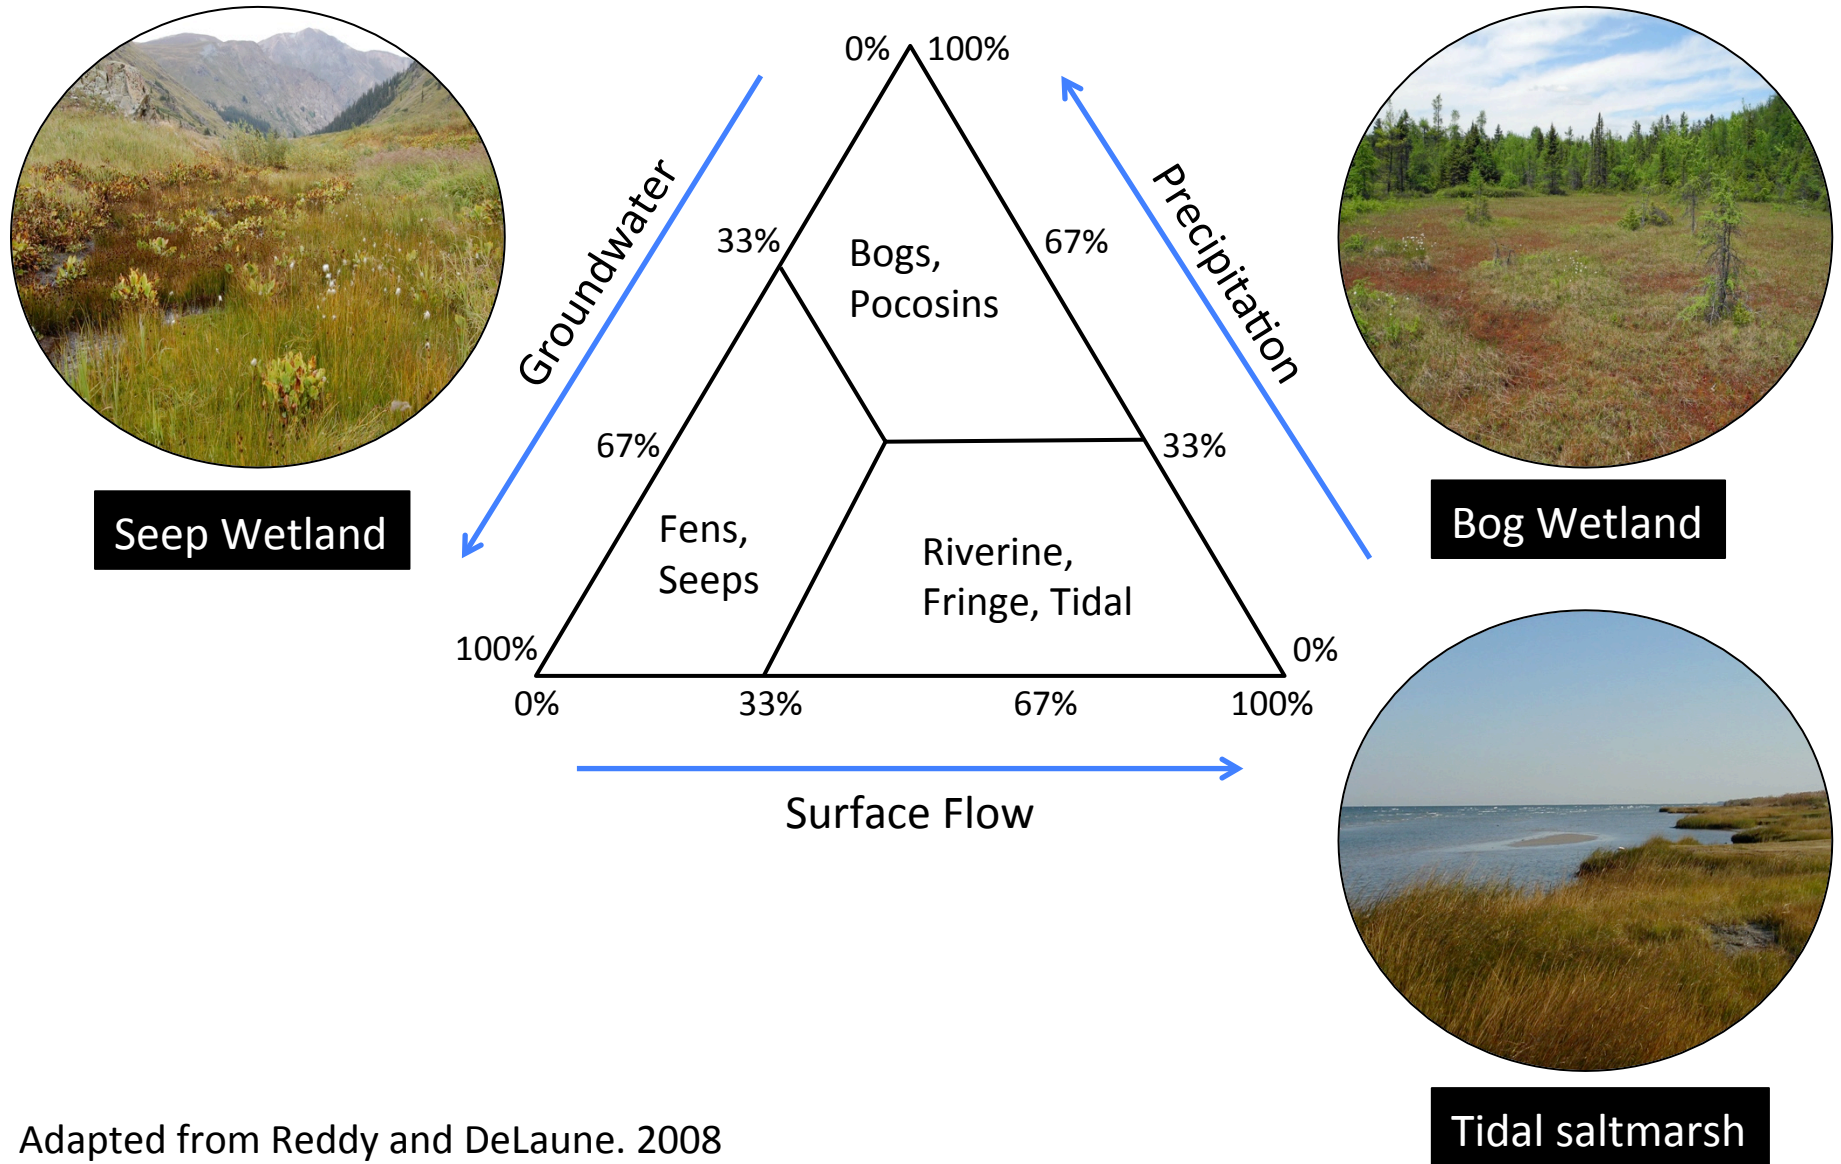 0% 100%
Groundwater
Precipitation
33%
67%
Bogs,
Pocosins
67%
33%
Fens,
Seeps
Riverine,
Fringe, Tidal
100%
0%
0% 33% 67% 100%
Surface Flow
Seep Wetland
Bog Wetland
Tidal saltmarsh
Adapted from Reddy and DeLaune. 2008